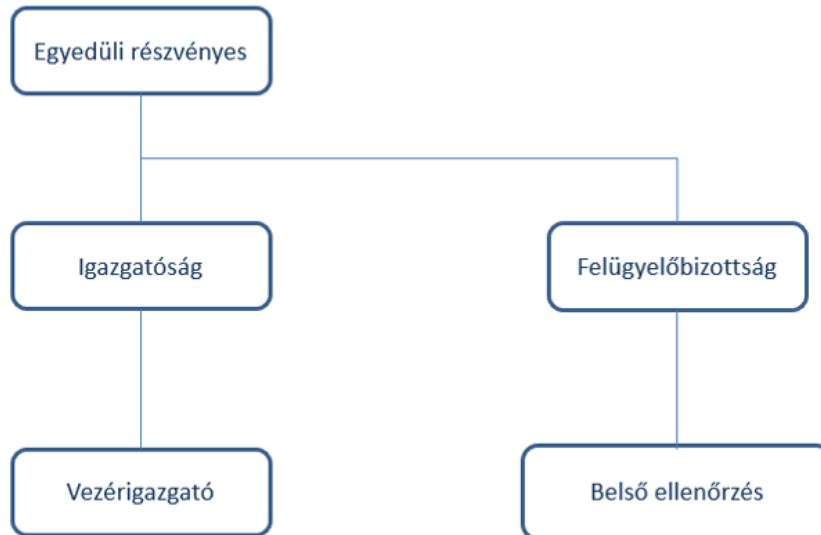 Egyedüli részvényes
Igazgatóság
Felügyelőbizottság
Vezérigazgató
Belső ellenőrzés